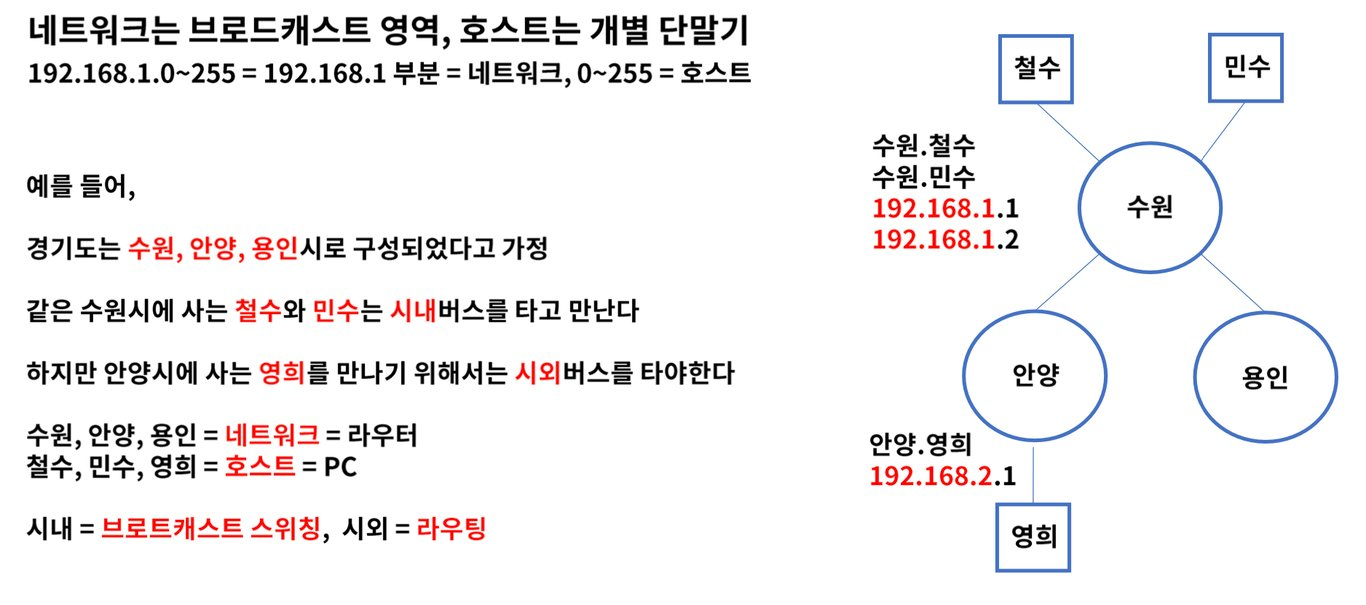 네트워크는 브로드캐스트 영역, 호스트는 개별 단말기
192.168.1.0~255 = 192.168.1 부분 = 네트워크, 0~255 = 호스트
예를 들어,
경기도는 수원, 안양, 용인시로 구성되었다고 가정
같은 수원시에 사는 철수와 민수는 시내버스를 타고 만난다
하지만 안양시에 사는 영희를 만나기 위해서는 시외버스를 타야한다
수원, 안양, 용인 = 네트워크 = 라우터
철수, 민수, 영희 = 호스트 = PC
시내 = 브로트캐스트 스위칭, 시외 = 라우팅
철수
민수
수원.철수
수원.민수
192.168.1.1
192.168.1.2
수원
안양
용인
안양.영희
192.168.2.1
영희